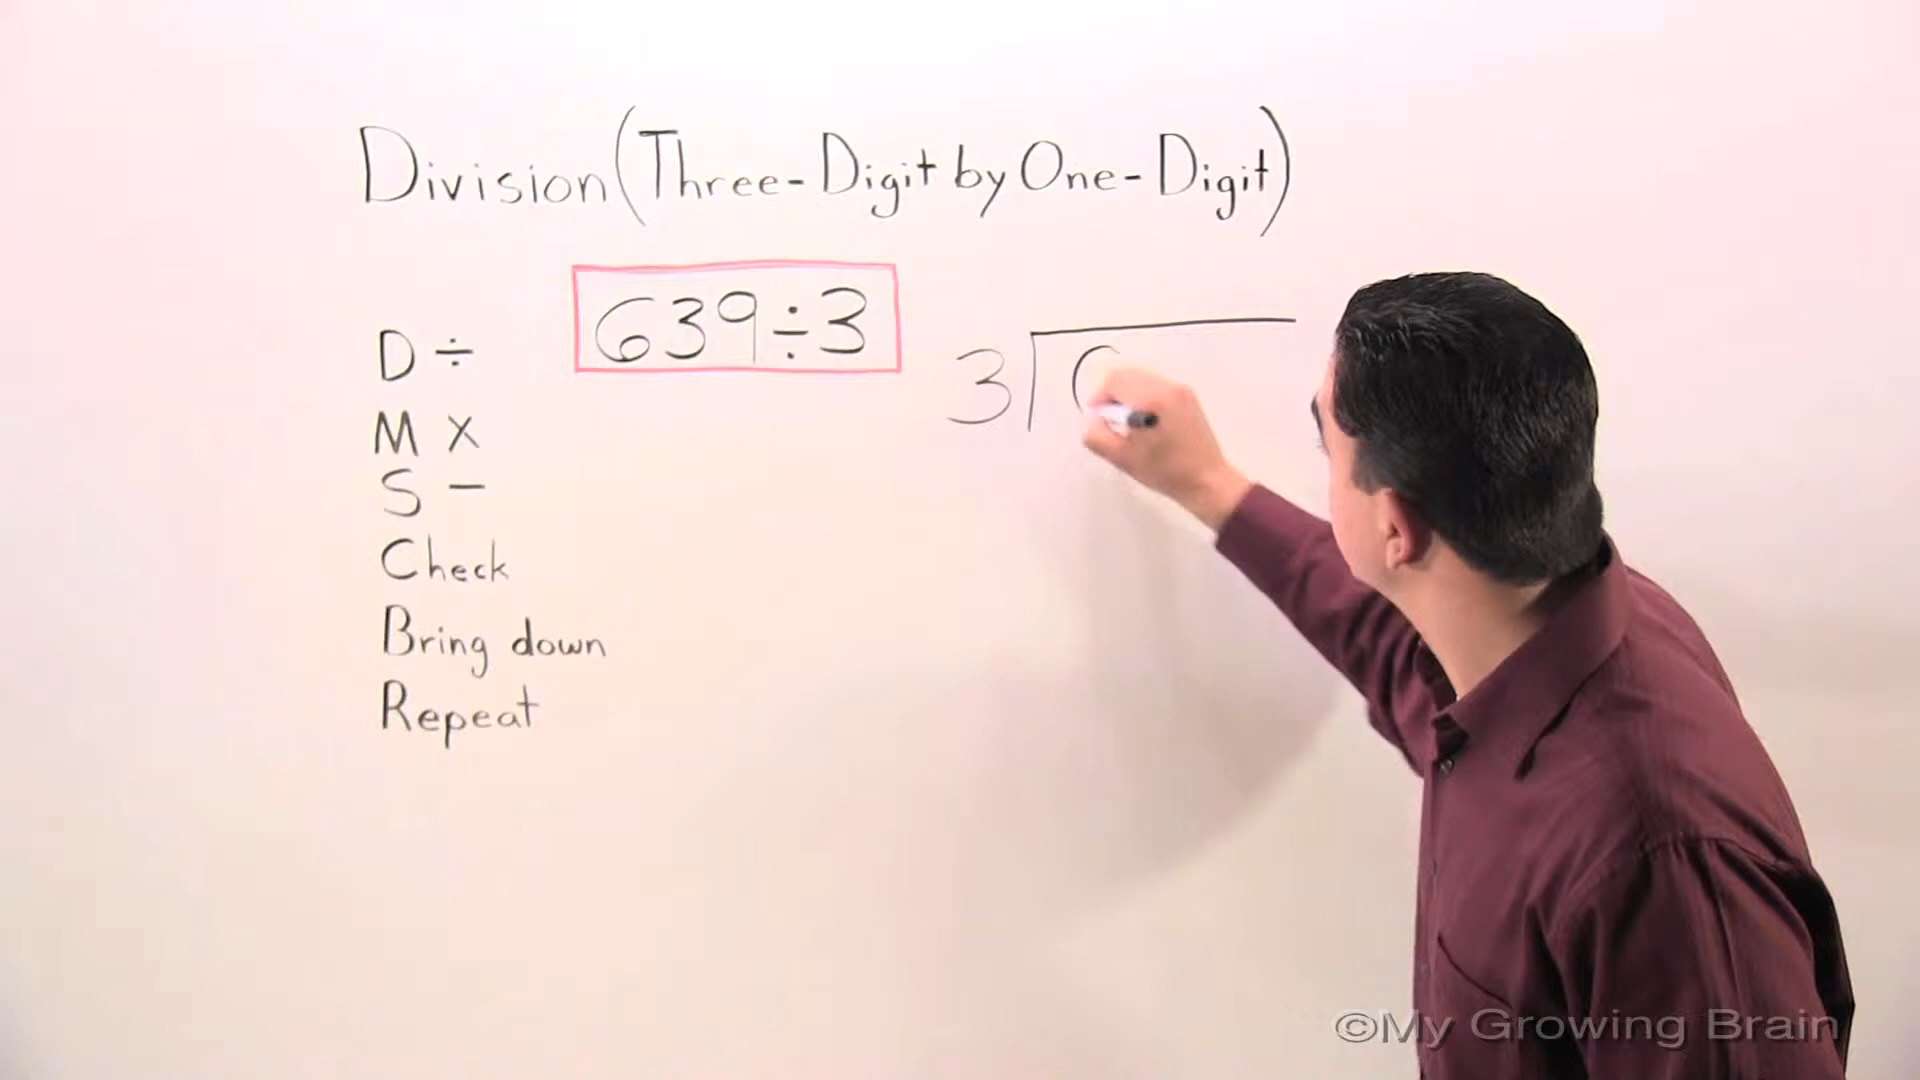 Division (Three-Digit by One-Digit)
639÷3
D ÷
M X
S −
Check
Bring down
Repeat
3
©My Growing Brain